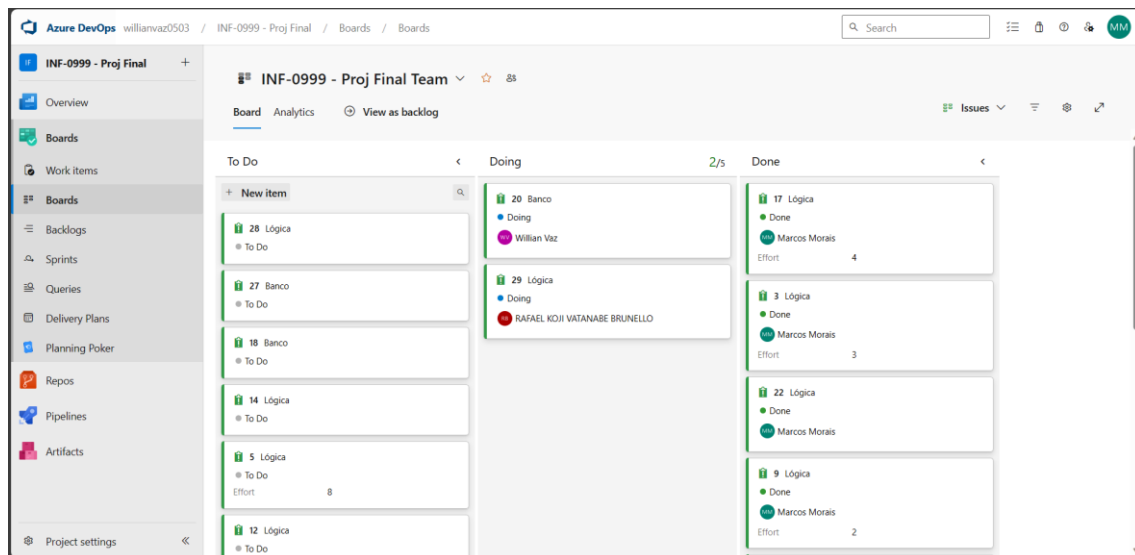 Azure DevOps willianvaz0503 / INF-0999 - Proj Final / Boards / Boards
Search
MM
IF INF-0999 - Proj Final +
Overview
Boards
Work items
Boards
Backlogs
Sprints
Queries
Delivery Plans
Planning Poker
Repos
Pipelines
Artifacts
Project settings
INF-0999 - Proj Final Team
Board Analytics View as backlog
Issues
To Do
+ New item
28 Lógica
To Do
27 Banco
To Do
18 Banco
To Do
14 Lógica
To Do
5 Lógica
To Do
Effort 8
12 Lógica
To Do
Doing 2/5
20 Banco
Doing
WV Willian Vaz
29 Lógica
Doing
RAFAEL KOJI VATANABE BRUNELLO
Done
17 Lógica
Done
MM Marcos Morais
Effort 4
3 Lógica
Done
MM Marcos Morais
Effort 3
22 Lógica
Done
MM Marcos Morais
9 Lógica
Done
MM Marcos Morais
Effort 2